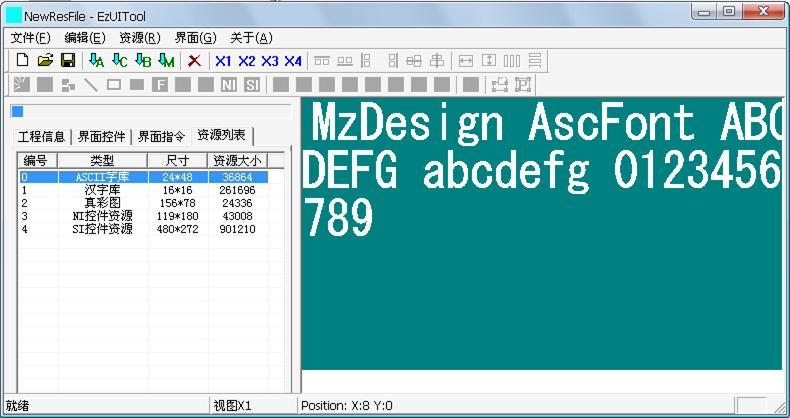 NewResFile - EzUITool
文件(F) 编辑(E) 资源(R) 界面(G) 关于(A)
A C B M X1 X2 X3 X4
F NI SI
工程信息 界面控件 界面指令 资源列表
编号 类型 尺寸 资源大小
0 ASCII字库 24*48 36864
1 汉字库 16*16 261696
2 真彩图 156*78 24336
3 NI控件资源 119*180 43008
4 SI控件资源 480*272 901210
MzDesign AscFont ABC
DEFG abcdefg 0123456
789
就绪 视图X1 Position: X:8 Y:0